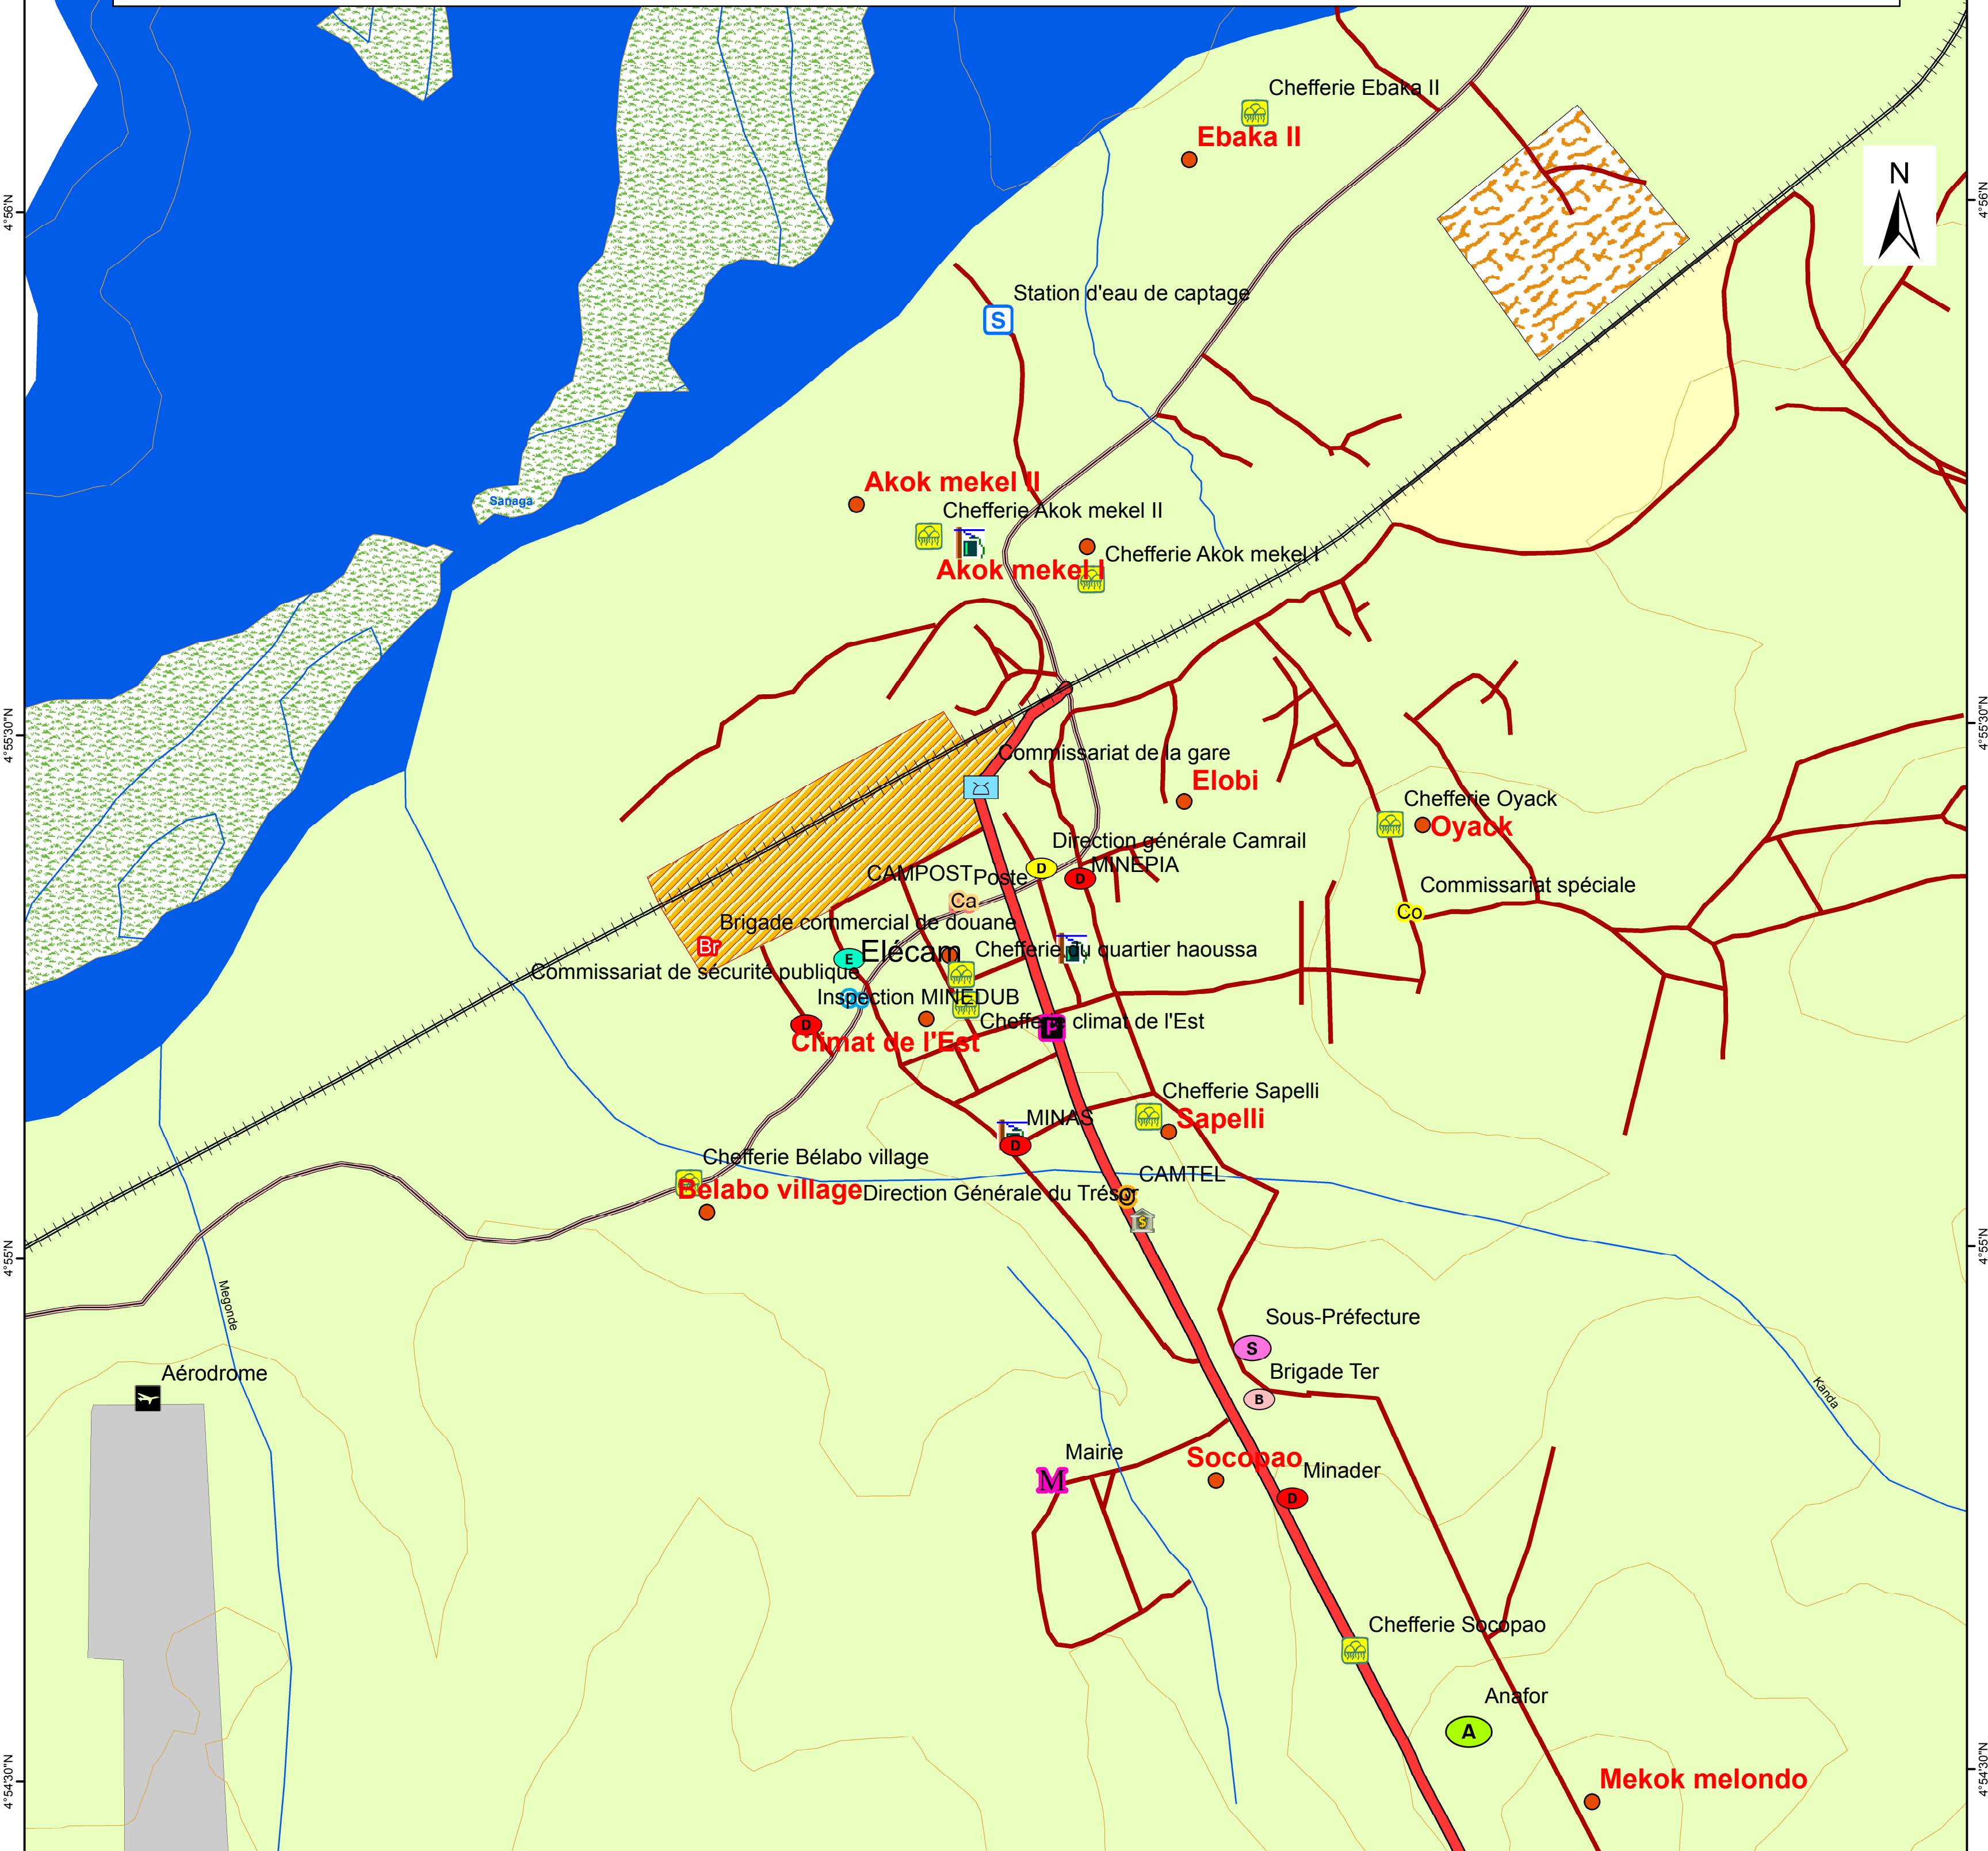 Chefferie Ebaka II
Ebaka II
N
4°56'N
4°56'N
Station d'eau de captage
S
Akok mekel II
Sanaga
Chefferie Akok mekel II
Chefferie Akok mekel I
Akok mekel I
4°55'30"N
4°55'30"N
Commissariat de la gare
Elobi
Chefferie Oyack
Oyack
Direction générale Camrail
D
MINEPIA
D
CAMPOST
Poste
Ca
Commissariat spéciale
Co
Brigade commercial de douane
Br
Elécam
E
Chefferie du quartier haoussa
Commissariat de sécurité publique
Inspection MINEDUB
D
Chefferie climat de l'Est
P
Climat de l'Est
Chefferie Sapelli
Sapelli
MINAS
D
Chefferie Bélabo village
Belabo village
CAMTEL
Direction Générale du Trésor
$
4°55'N
4°55'N
Megonde
Sous-Préfecture
S
Aérodrome
Brigade Ter
B
Kanda
Mairie
M
Socopao
Minader
D
Chefferie Socopao
Anafor
A
Mekok melondo
4°54'30"N
4°54'30"N